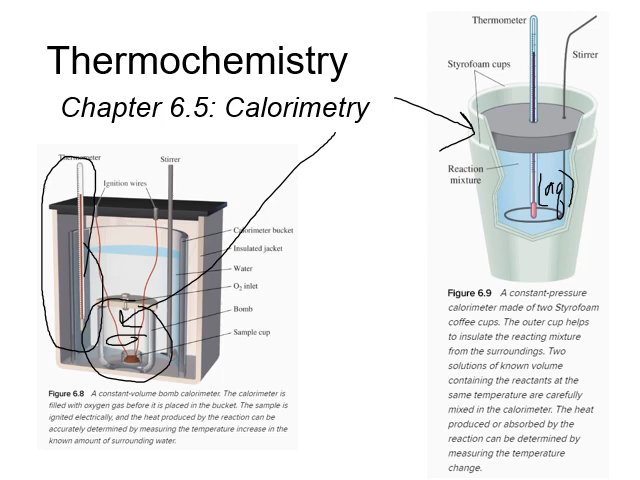 Thermochemistry
Chapter 6.5: Calorimetry
Thermometer
Stirrer
Ignition wires
Calorimeter bucket
Insulated jacket
Water
O₂ inlet
Bomb
Sample cup
Figure 6.8 A constant-volume bomb calorimeter. The calorimeter is
filled with oxygen gas before it is placed in the bucket. The sample is
ignited electrically, and the heat produced by the reaction can be
accurately determined by measuring the temperature increase in the
known amount of surrounding water.
Thermometer
Stirrer
Styrofoam cups
Reaction
mixture
(aq)
Figure 6.9 A constant-pressure
calorimeter made of two Styrofoam
coffee cups. The outer cup helps
to insulate the reacting mixture
from the surroundings. Two
solutions of known volume
containing the reactants at the
same temperature are carefully
mixed in the calorimeter. The heat
produced or absorbed by the
reaction can be determined by
measuring the temperature
change.